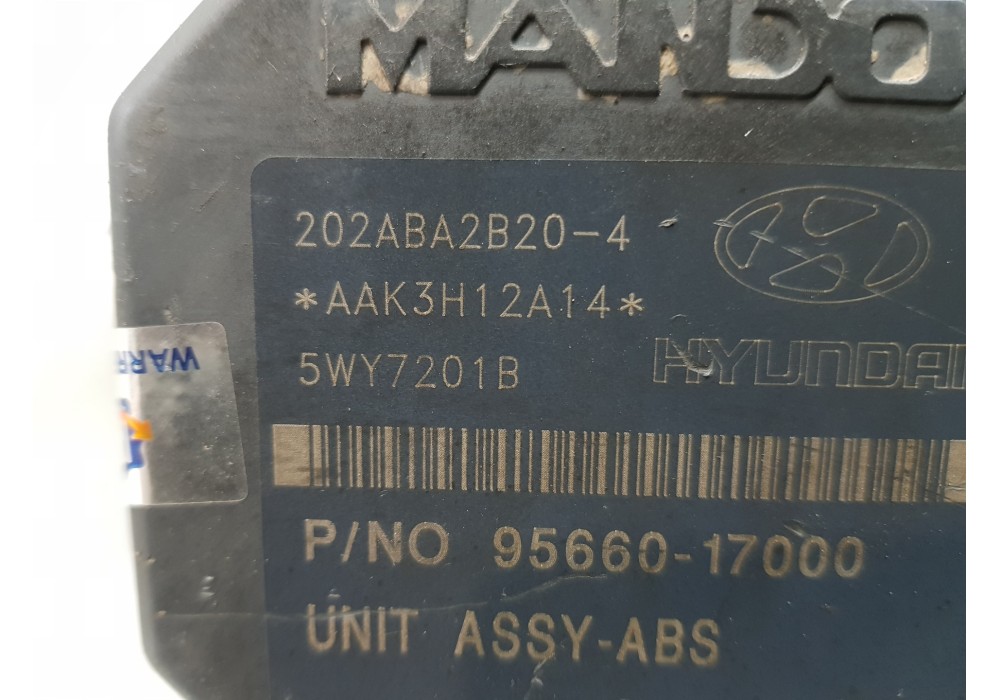 MANDO
202ABA2B20-4
*AAK3H12A14*
5WY7201B
HYUNDAI
P/NO 95660-17000
UNIT ASSY-ABS